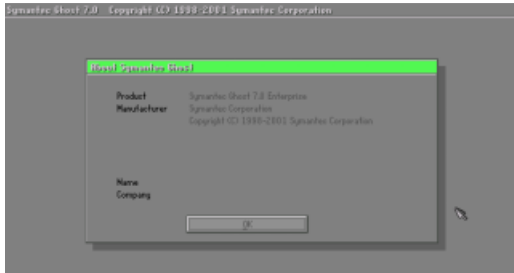 Symantec Ghost 7.0 Copyright (C) 1998-2001 Symantec Corporation
About Symantec Ghost
Product Symantec Ghost 7.0 Enterprise
Manufacturer Symantec Corporation
Copyright (C) 1998-2001 Symantec Corporation
Name
Company
OK